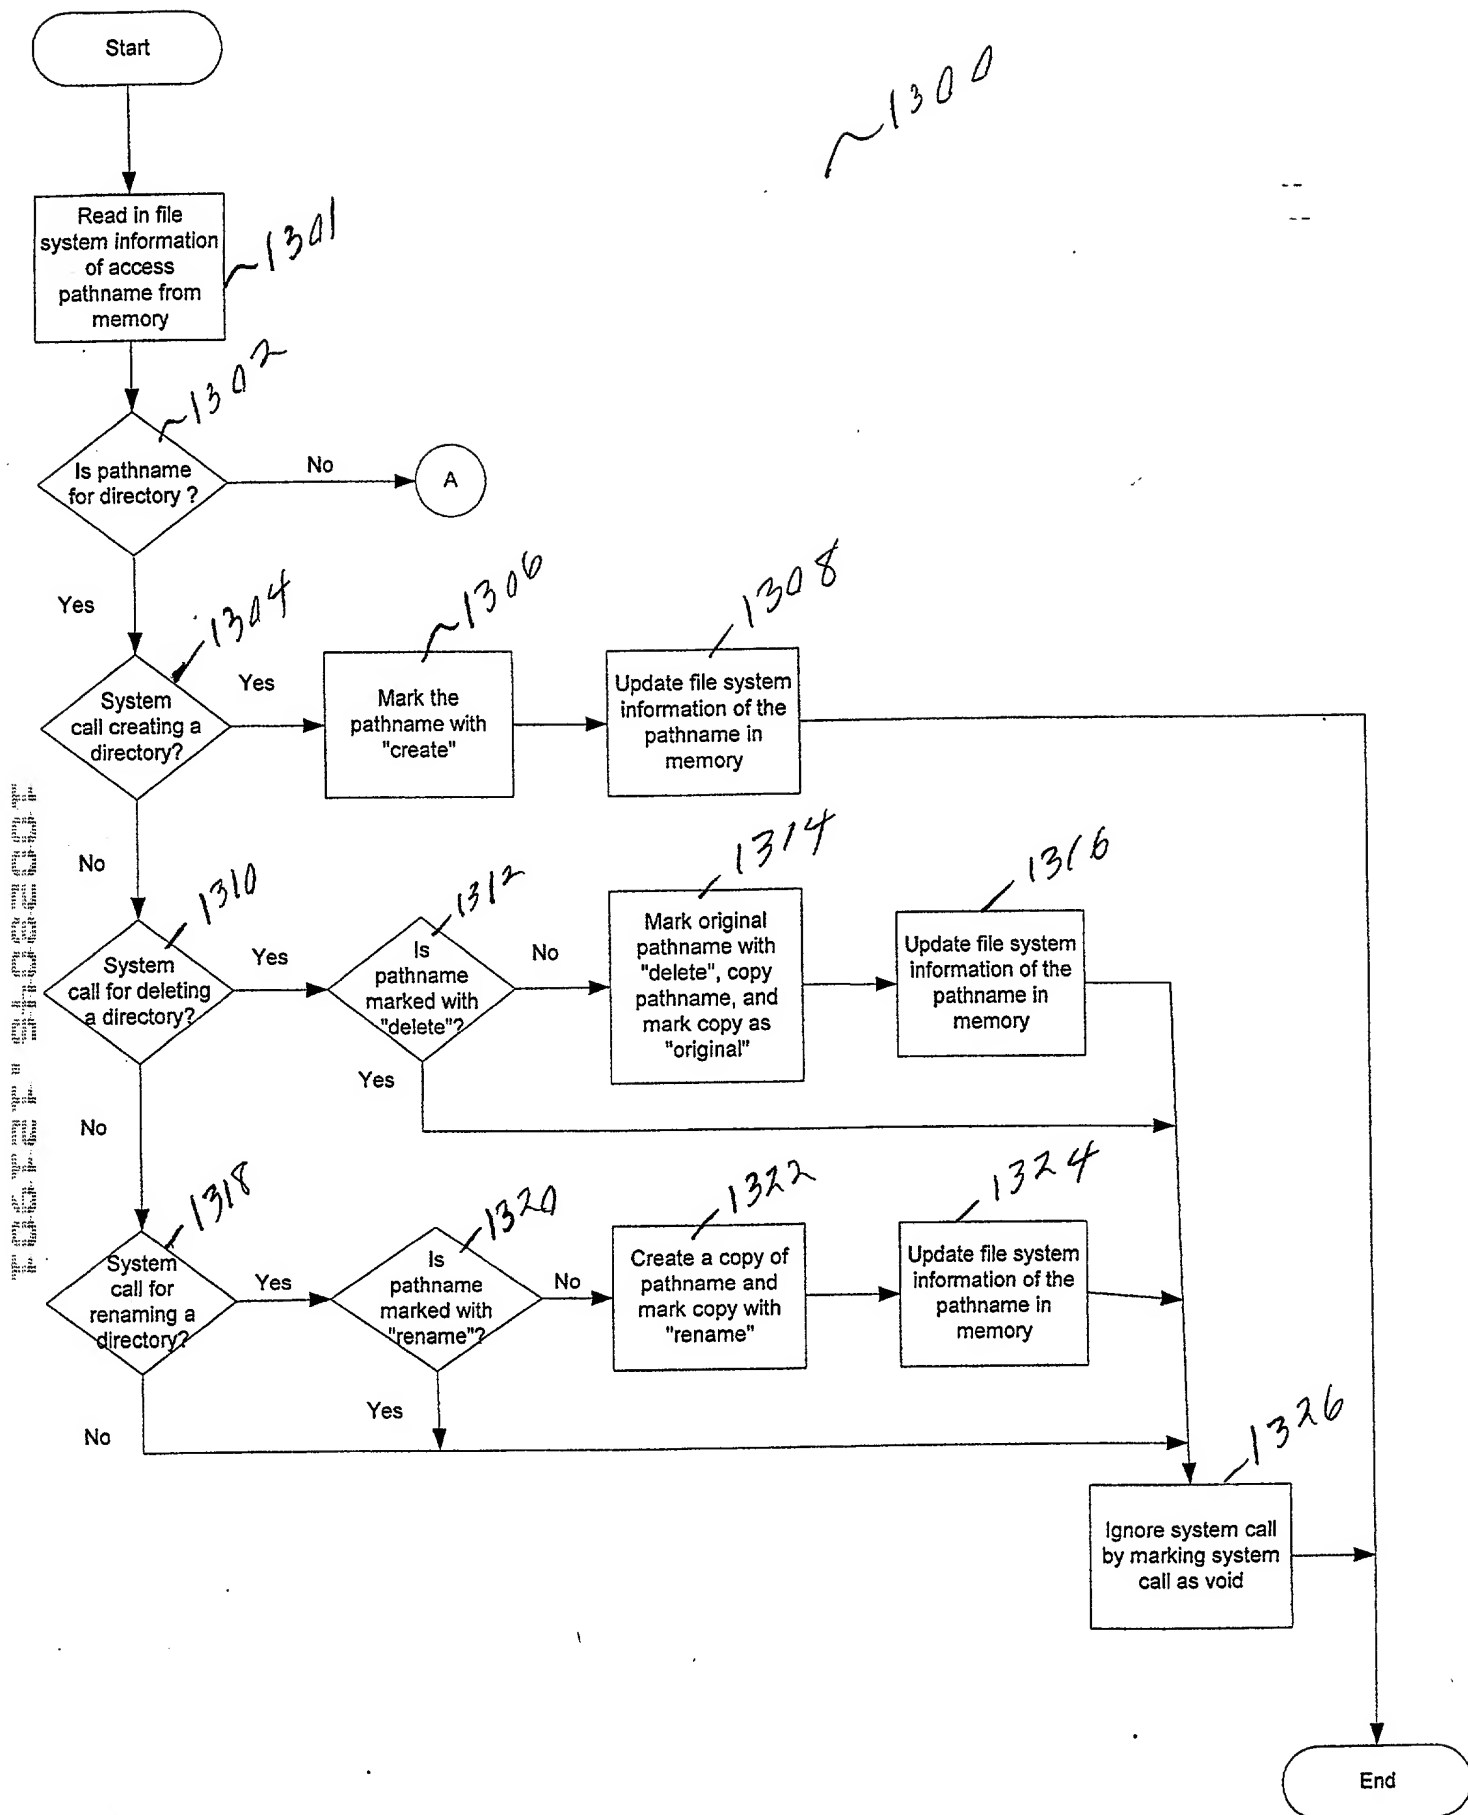 Start
1300
Read in file
system information
of access
pathname from
memory
1301
1302
Is pathname
for directory ?
No
A
Yes
1304
System
call creating a
directory?
Yes
1306
Mark the
pathname with
"create"
1308
Update file system
information of the
pathname in
memory
No
1310
System
call for deleting
a directory?
Yes
1312
Is
pathname
marked with
"delete"?
No
Yes
1314
Mark original
pathname with
"delete", copy
pathname, and
mark copy as
"original"
1316
Update file system
information of the
pathname in
memory
No
1318
System
call for
renaming a
directory?
Yes
1320
Is
pathname
marked with
"rename"?
No
Yes
1322
Create a copy of
pathname and
mark copy with
"rename"
1324
Update file system
information of the
pathname in
memory
No
1326
Ignore system call
by marking system
call as void
End